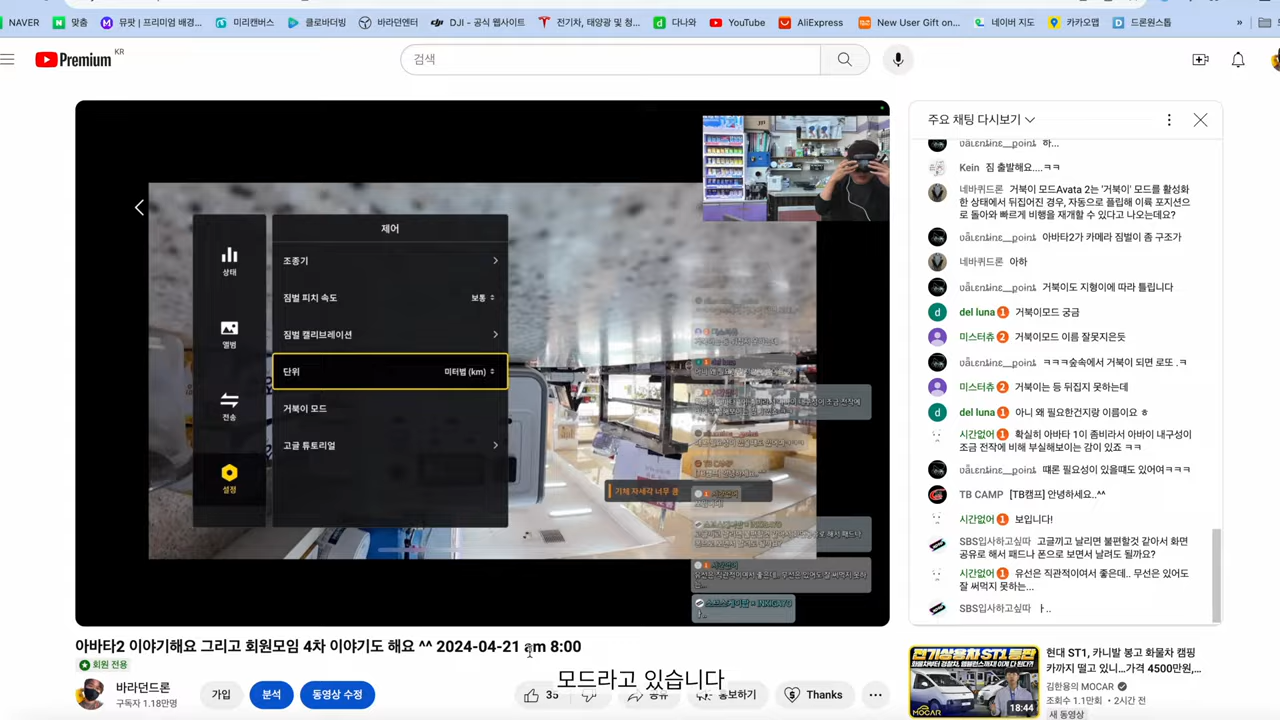 NAVER
맞춤
뮤팟 | 프리미엄 배경...
미리캔버스
클로바더빙
바라던안터
DJI - 공식 웹사이트
전기차, 태양광 및 청...
다나와
YouTube
AliExpress
New User Gift on...
네이버 지도
카카오맵
드론원스톱
»
Premium KR
검색
주요 채팅 다시보기
하...
Kein 짐 출발해요....ㅋㅋ
네바퀴드론 거북이 모드Avata 2는 '거북이' 모드를 활성화
한 상태에서 뒤집어진 경우, 자동으로 플립해 이륙 포지션으
로 돌아와 빠르게 비행을 재개할 수 있다고 나오는데요?
아바타2가 카메라 짐벌이 좀 구조가
네바퀴드론 아하
거북이도 지형이에 따라 틀립니다
del luna 1 거북이모드 궁금
미스터츄 2 거북이모드 이름 잘못지은듯
ㅋㅋㅋ숲속에서 거북이 되면 로또 . ㅋ
미스터츄 2 거북이는 등 뒤집지 못하는데
del luna 1 아니 왜 필요한건지랑 이름이요 ㅎ
시간없어 1 확실히 아바타 1이 좀비라서 아바이 내구성이
조금 전작에 비해 부실해보이는 감이 있죠 ㅋㅋ
떄론 필요성이 있을떄도 있어여ㅋㅋㅋ
TB CAMP [TB캠프] 안녕하세요..^^
시간없어 1 보입니다!
SBS입사하고싶따 고글끼고 날리면 불편할것 같아서 화면
공유로 해서 패드나 폰으로 보면서 날려도 될까요?
시간없어 1 유선은 직관적이여서 좋은데.. 무선은 있어도
잘 써먹지 못하는...
SBS입사하고싶따 ㅏ..
제어
상태
앨범
전송
설정
조종기
짐벌 피치 속도 보통
짐벌 캘리브레이션
단위 미터법 (km)
거북이 모드
고급 튜토리얼
기체 자세각 너무 큼
아바타2 이야기해요 그리고 회원모임 4차 이야기도 해요 ^^ 2024-04-21 am 8:00
회원 전용
바라던드론
구독자 1.18만명
가입
분석
동영상 수정
35
공유
홍보하기
Thanks
모드라고 있습니다
전기상용차 ST1 등판
MOCAR
18:44
현대 ST1, 카니발 봉고 화물차 캠핑
카까지 떨고 있니...가격 4500만원,...
김한용의 MOCAR
조회수 1.1만회 • 2시간 전
새 동영상